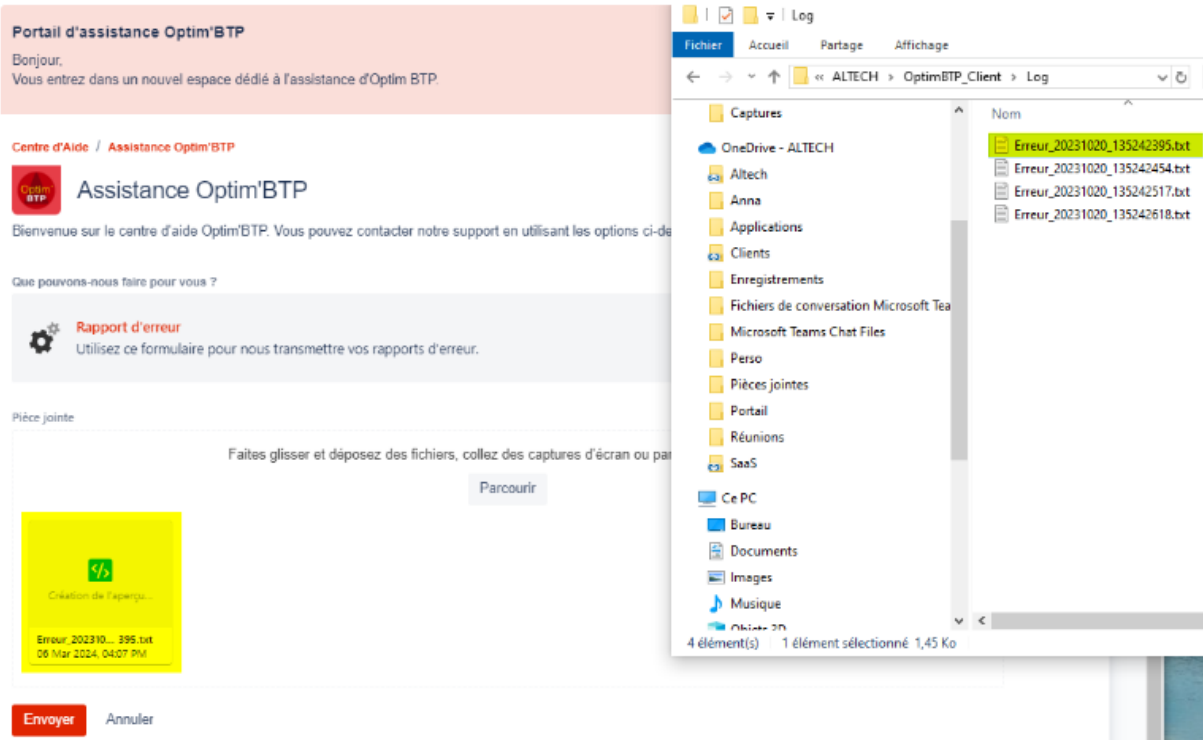 Portail d'assistance Optim'BTP
Bonjour,
Vous entrez dans un nouvel espace dédié à l'assistance d'Optim BTP.
Centre d'Aide / Assistance Optim'BTP
Optim'
BTP
Assistance Optim'BTP
Bienvenue sur le centre d'aide Optim'BTP. Vous pouvez contacter notre support en utilisant les options ci-de
Que pouvons-nous faire pour vous ?
Rapport d'erreur
Utilisez ce formulaire pour nous transmettre vos rapports d'erreur.
Pièce jointe
Faites glisser et déposez des fichiers, collez des captures d'écran ou par
Parcourir
</>
Création de l'aperçu...
Erreur_202310... 395.txt
06 Mar 2024, 04:07 PM
Envoyer Annuler
Log
Fichier Accueil Partage Affichage
« ALTECH > OptimBTP_Client > Log
Captures
OneDrive - ALTECH
Altech
Anna
Applications
Clients
Enregistrements
Fichiers de conversation Microsoft Tea
Microsoft Teams Chat Files
Perso
Pièces jointes
Portail
Réunions
SaaS
Ce PC
Bureau
Documents
Images
Musique
Objets 3D
Nom
Erreur_20231020_135242395.txt
Erreur_20231020_135242454.txt
Erreur_20231020_135242517.txt
Erreur_20231020_135242618.txt
4 élément(s) 1 élément sélectionné 1,45 Ko